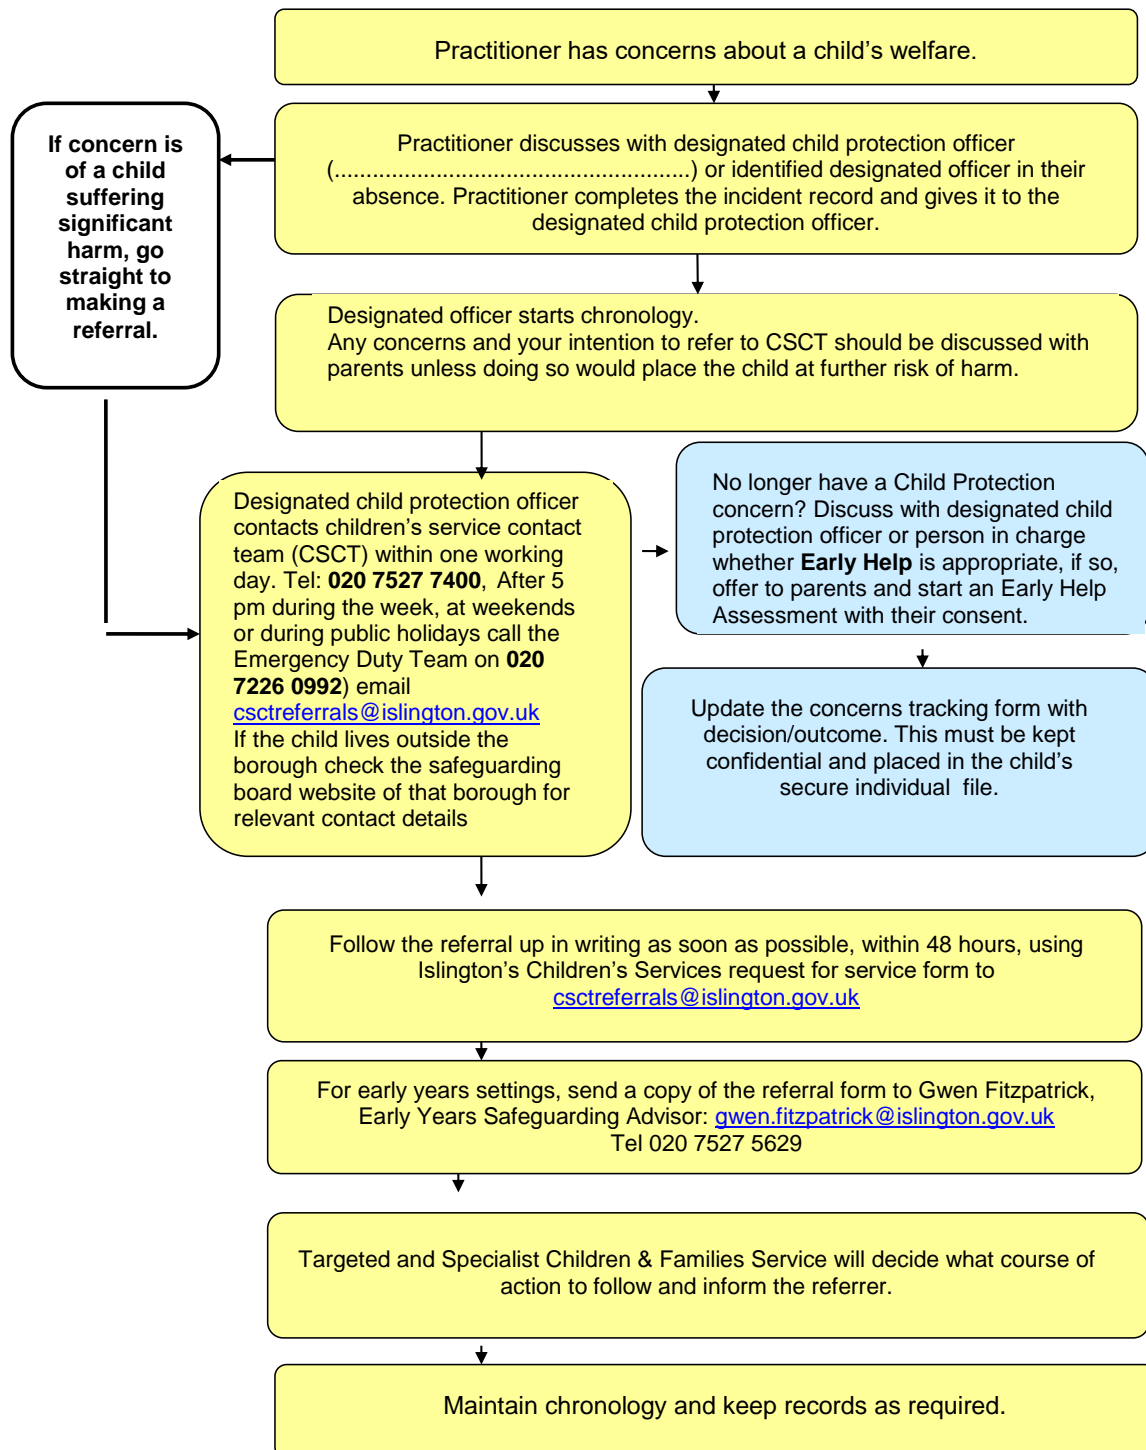 Practitioner has concerns about a child’s welfare.
If concern is
of a child
suffering
significant
harm, go
straight to
making a
referral.
Practitioner discusses with designated child protection officer
(...........................................................) or identified designated officer in their
absence. Practitioner completes the incident record and gives it to the
designated child protection officer.
Designated officer starts chronology.
Any concerns and your intention to refer to CSCT should be discussed with
parents unless doing so would place the child at further risk of harm.
Designated child protection officer
contacts children’s service contact
team (CSCT) within one working
day. Tel: 020 7527 7400, After 5
pm during the week, at weekends
or during public holidays call the
Emergency Duty Team on 020
7226 0992) email
csctreferrals@islington.gov.uk
If the child lives outside the
borough check the safeguarding
board website of that borough for
relevant contact details
No longer have a Child Protection
concern? Discuss with designated child
protection officer or person in charge
whether Early Help is appropriate, if so,
offer to parents and start an Early Help
Assessment with their consent.
Update the concerns tracking form with
decision/outcome. This must be kept
confidential and placed in the child’s
secure individual file.
Follow the referral up in writing as soon as possible, within 48 hours, using
Islington’s Children’s Services request for service form to
csctreferrals@islington.gov.uk
For early years settings, send a copy of the referral form to Gwen Fitzpatrick,
Early Years Safeguarding Advisor: gwen.fitzpatrick@islington.gov.uk
Tel 020 7527 5629
Targeted and Specialist Children & Families Service will decide what course of
action to follow and inform the referrer.
Maintain chronology and keep records as required.